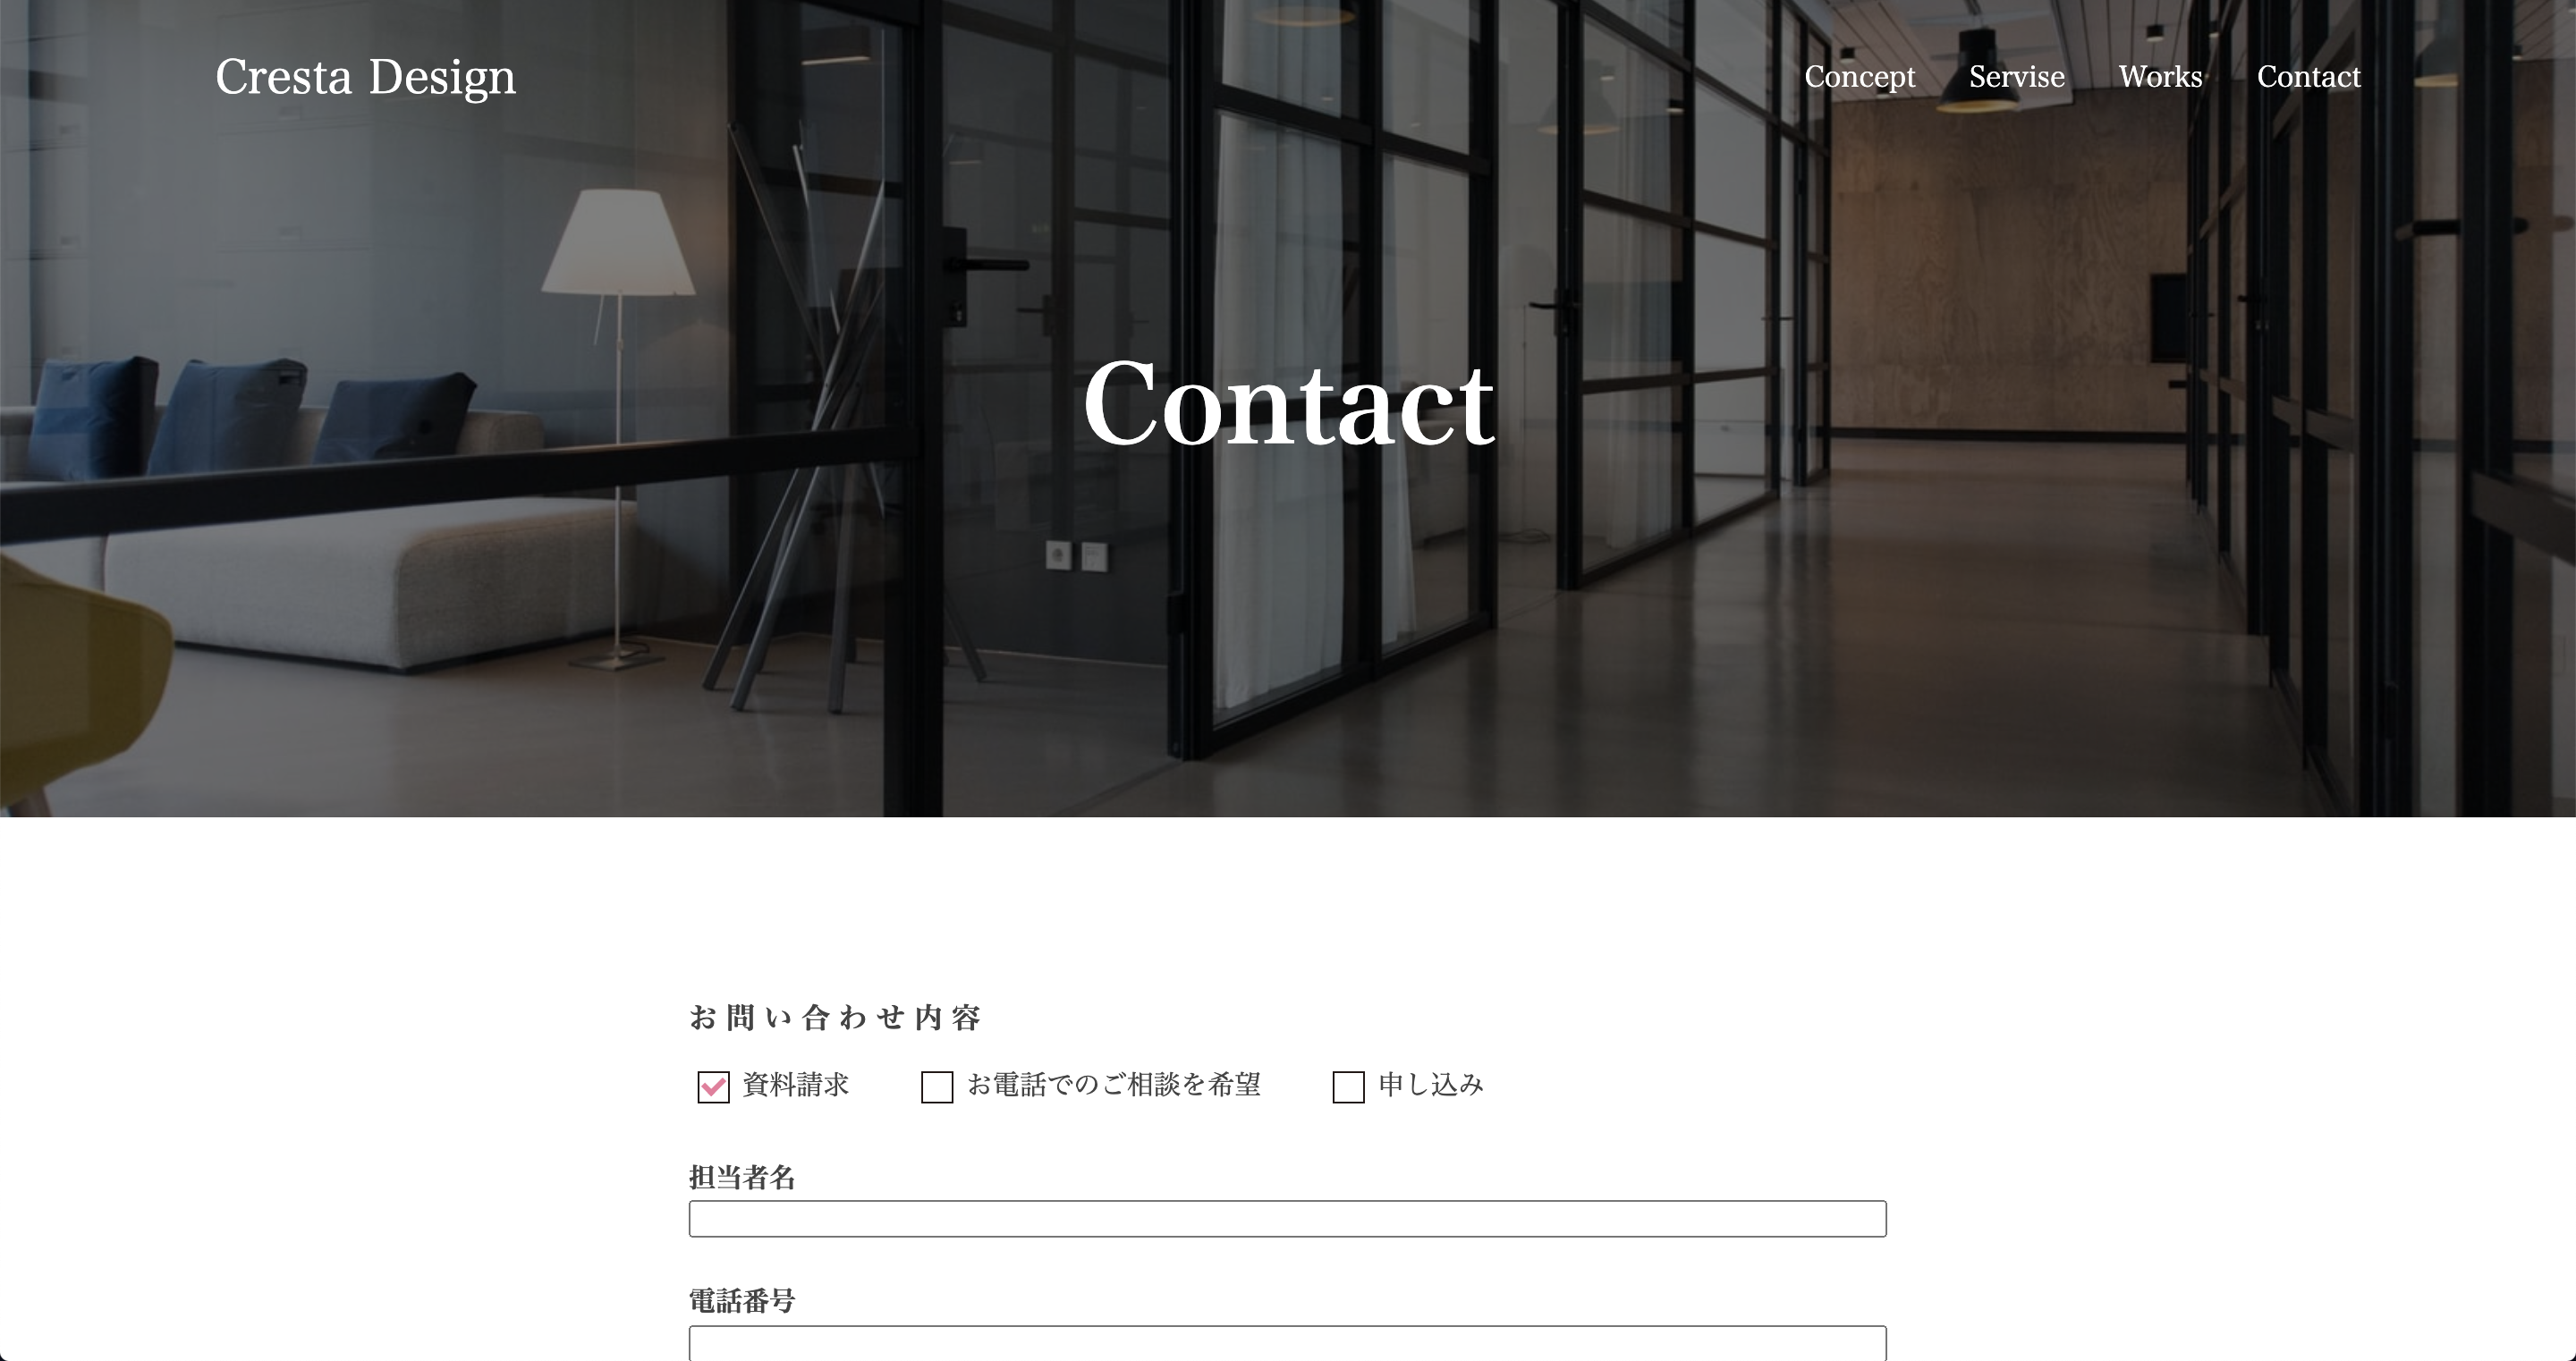 Cresta Design
Concept Servise Works Contact
Contact
お問い合わせ内容
資料請求 お電話でのご相談を希望 申し込み
担当者名
電話番号